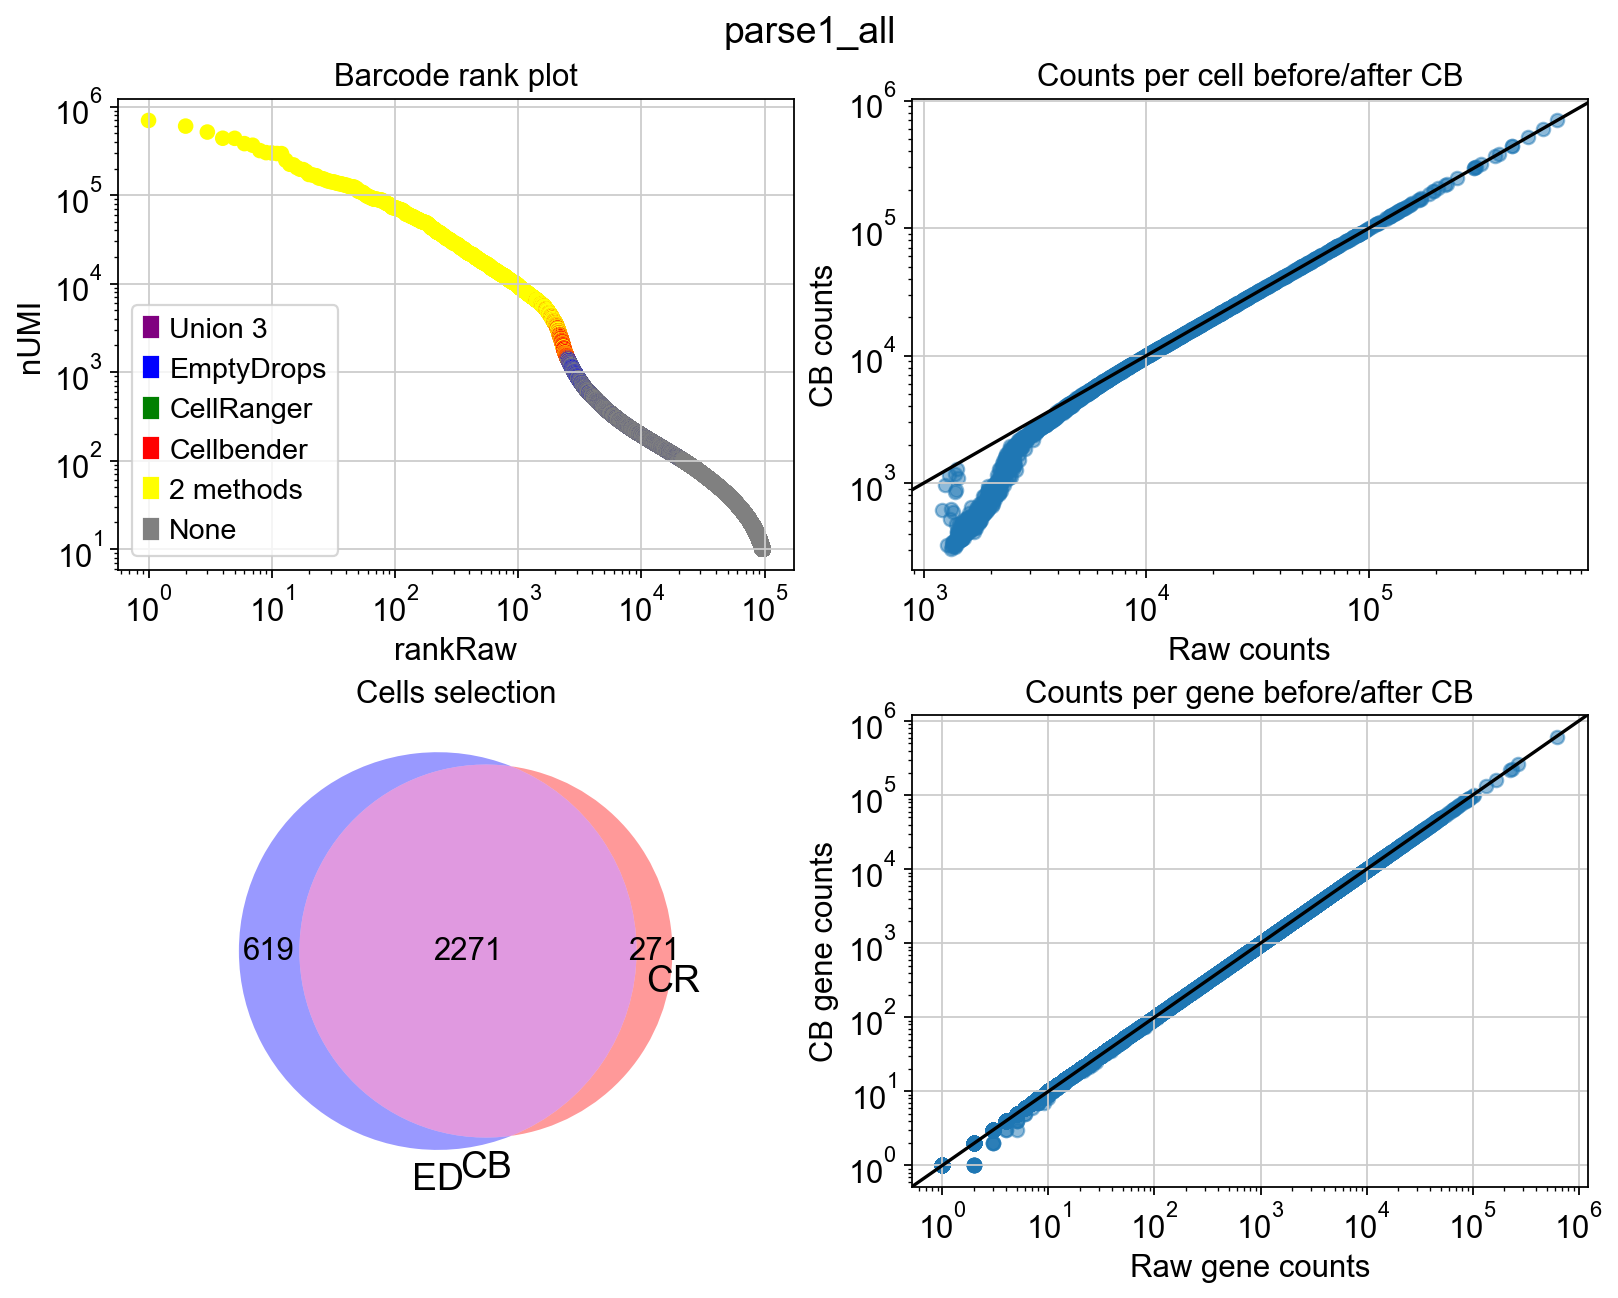 parse1_all
Barcode rank plot
10^6
10^5
10^4
10^3
10^2
10^1
nUMI
Union 3
EmptyDrops
CellRanger
Cellbender
2 methods
None
10^0 10^1 10^2 10^3 10^4 10^5
rankRaw
Counts per cell before/after CB
10^6
10^5
10^4
10^3
CB counts
10^3 10^4 10^5
Raw counts
Cells selection
619 2271 271
CR
CB
ED
Counts per gene before/after CB
10^6
10^5
10^4
10^3
10^2
10^1
10^0
CB gene counts
10^0 10^1 10^2 10^3 10^4 10^5 10^6
Raw gene counts